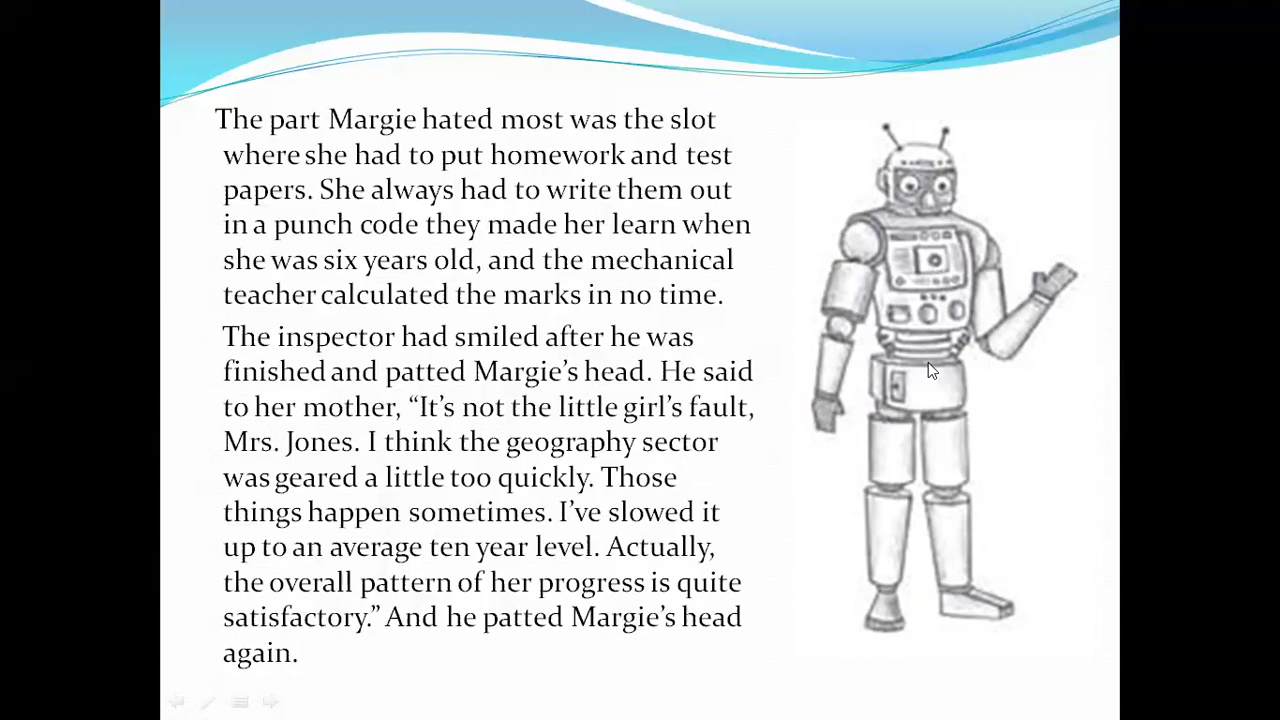 The part Margie hated most was the slot
where she had to put homework and test
papers. She always had to write them out
in a punch code they made her learn when
she was six years old, and the mechanical
teacher calculated the marks in no time.
The inspector had smiled after he was
finished and patted Margie’s head. He said
to her mother, “It’s not the little girl’s fault,
Mrs. Jones. I think the geography sector
was geared a little too quickly. Those
things happen sometimes. I’ve slowed it
up to an average ten year level. Actually,
the overall pattern of her progress is quite
satisfactory.” And he patted Margie’s head
again.